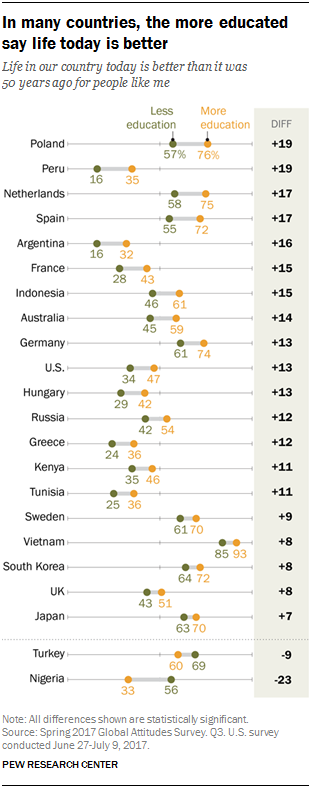 In many countries, the more educated
say life today is better
Life in our country today is better than it was
50 years ago for people like me
Less education More education DIFF
Poland 57% 76% +19
Peru 16 35 +19
Netherlands 58 75 +17
Spain 55 72 +17
Argentina 16 32 +16
France 28 43 +15
Indonesia 46 61 +15
Australia 45 59 +14
Germany 61 74 +13
U.S. 34 47 +13
Hungary 29 42 +13
Russia 42 54 +12
Greece 24 36 +12
Kenya 35 46 +11
Tunisia 25 36 +11
Sweden 61 70 +9
Vietnam 85 93 +8
South Korea 64 72 +8
UK 43 51 +8
Japan 63 70 +7
Turkey 60 69 -9
Nigeria 33 56 -23
Note: All differences shown are statistically significant.
Source: Spring 2017 Global Attitudes Survey. Q3. U.S. survey
conducted June 27-July 9, 2017.
PEW RESEARCH CENTER